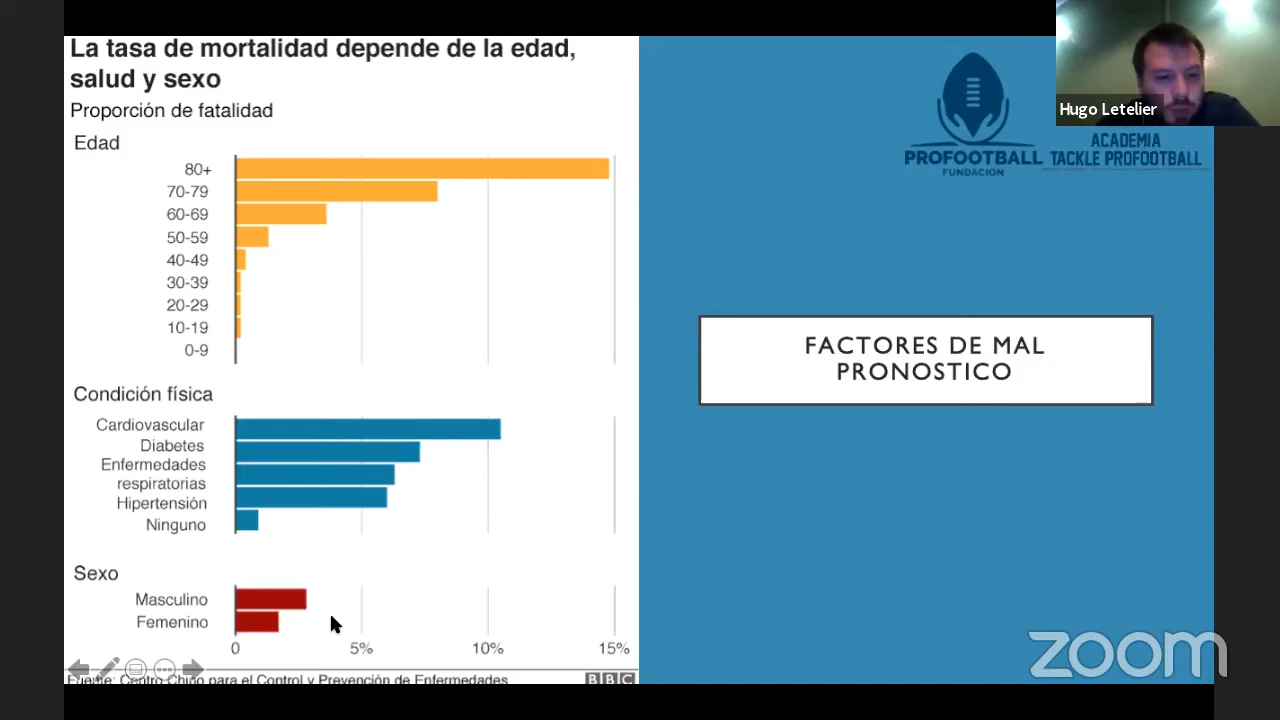 La tasa de mortalidad depende de la edad,
salud y sexo
Proporción de fatalidad
Edad
80+
70-79
60-69
50-59
40-49
30-39
20-29
10-19
0-9
Condición física
Cardiovascular
Diabetes
Enfermedades
respiratorias
Hipertensión
Ninguno
Sexo
Masculino
Femenino
0 5% 10% 15%
Fuente: Centro Chino para el Control y Prevención de Enfermedades
BBC
PROFOOTBALL
FUNDACION
ACADEMIA
TACKLE PROFOOTBALL
Hugo Letelier
FACTORES DE MAL
PRONOSTICO
zoom